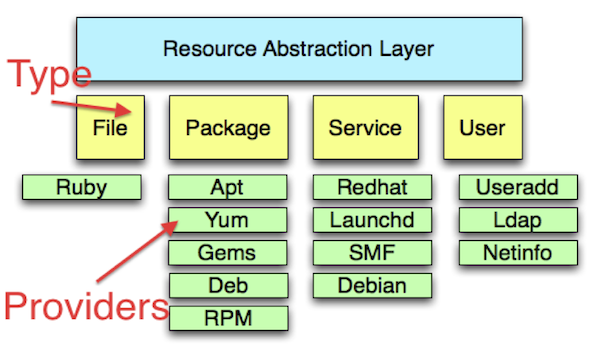 Resource Abstraction Layer
Type
File Package Service User
Ruby Apt Redhat Useradd
Yum Launchd Ldap
Gems SMF Netinfo
Deb Debian
Providers
RPM